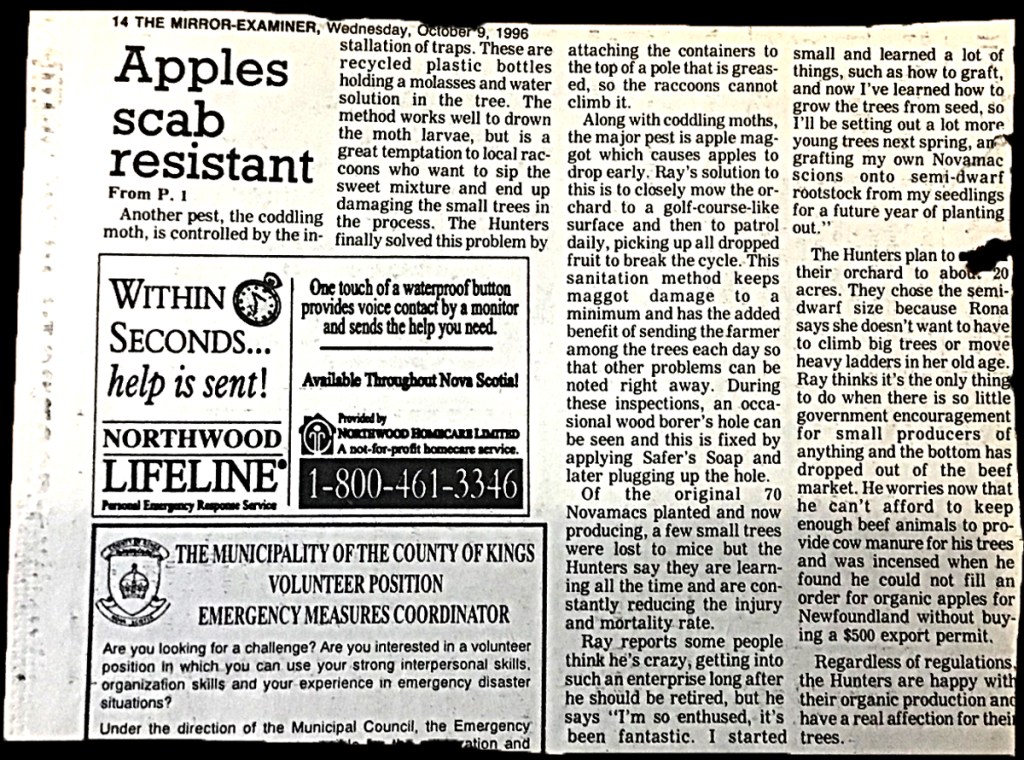 14 THE MIRROR-EXAMINER, Wednesday, October 9, 1996
Apples
scab
resistant
From P. 1
Another pest, the coddling
moth, is controlled by the in-
stallation of traps. These are
recycled plastic bottles
holding a molasses and water
solution in the tree. The
method works well to drown
the moth larvae, but is a
great temptation to local rac-
coons who want to sip the
sweet mixture and end up
damaging the small trees in
the process. The Hunters
finally solved this problem by
attaching the containers to
the top of a pole that is greas-
ed, so the raccoons cannot
climb it.
Along with coddling moths,
the major pest is apple mag-
got which causes apples to
drop early. Ray's solution to
this is to closely mow the or-
chard to a golf-course-like
surface and then to patrol
daily, picking up all dropped
fruit to break the cycle. This
sanitation method keeps
maggot damage to a
minimum and has the added
benefit of sending the farmer
among the trees each day so
that other problems can be
noted right away. During
these inspections, an occa-
sional wood borer's hole can
be seen and this is fixed by
applying Safer's Soap and
later plugging up the hole.
Of the original 70
Novamacs planted and now
producing, a few small trees
were lost to mice but the
Hunters say they are learn-
ing all the time and are con-
stantly reducing the injury
and mortality rate.
Ray reports some people
think he's crazy, getting into
such an enterprise long after
he should be retired, but he
says "I'm so enthused, it's
been fantastic. I started
small and learned a lot of
things, such as how to graft,
and now I've learned how to
grow the trees from seed, so
I'll be setting out a lot more
young trees next spring, an
grafting my own Novamac
scions onto semi-dwarf
rootstock from my seedlings
for a future year of planting
out."
The Hunters plan to
their orchard to about 20
acres. They chose the semi-
dwarf size because Rona
says she doesn't want to have
to climb big trees or move
heavy ladders in her old age.
Ray thinks it's the only thing
to do when there is so little
government encouragement
for small producers of
anything and the bottom has
dropped out of the beef
market. He worries now that
he can't afford to keep
enough beef animals to pro-
vide cow manure for his trees
and was incensed when he
found he could not fill an
order for organic apples for
Newfoundland without buy-
ing a $500 export permit.
Regardless of regulations,
the Hunters are happy with
their organic production and
have a real affection for their
trees.
WITHIN
SECONDS...
help is sent!
NORTHWOOD
LIFELINE®
Personal Emergency Response Service
One touch of a waterproof button
provides voice contact by a monitor
and sends the help you need.
Available Throughout Nova Scotia!
Provided by
NORTHWOOD HOMECARE LIMITED
A not-for-profit homecare service.
1-800-461-3346
THE MUNICIPALITY OF THE COUNTY OF KINGS
VOLUNTEER POSITION
EMERGENCY MEASURES COORDINATOR
Are you looking for a challenge? Are you interested in a volunteer
position in which you can use your strong interpersonal skills,
organization skills and your experience in emergency disaster
situations?
Under the direction of the Municipal Council, the Emergency
and